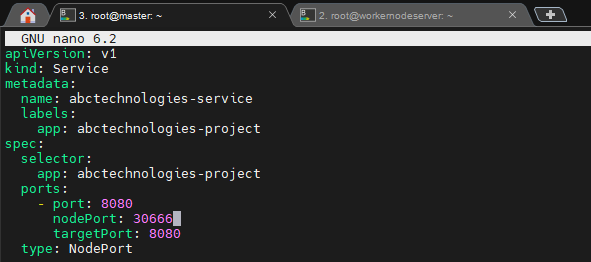 3. root@master: ~
2. root@workernodeserver: ~
GNU nano 6.2
apiVersion: v1
kind: Service
metadata:
  name: abctechnologies-service
  labels:
    app: abctechnologies-project
spec:
  selector:
    app: abctechnologies-project
  ports:
    - port: 8080
      nodePort: 30666
      targetPort: 8080
  type: NodePort